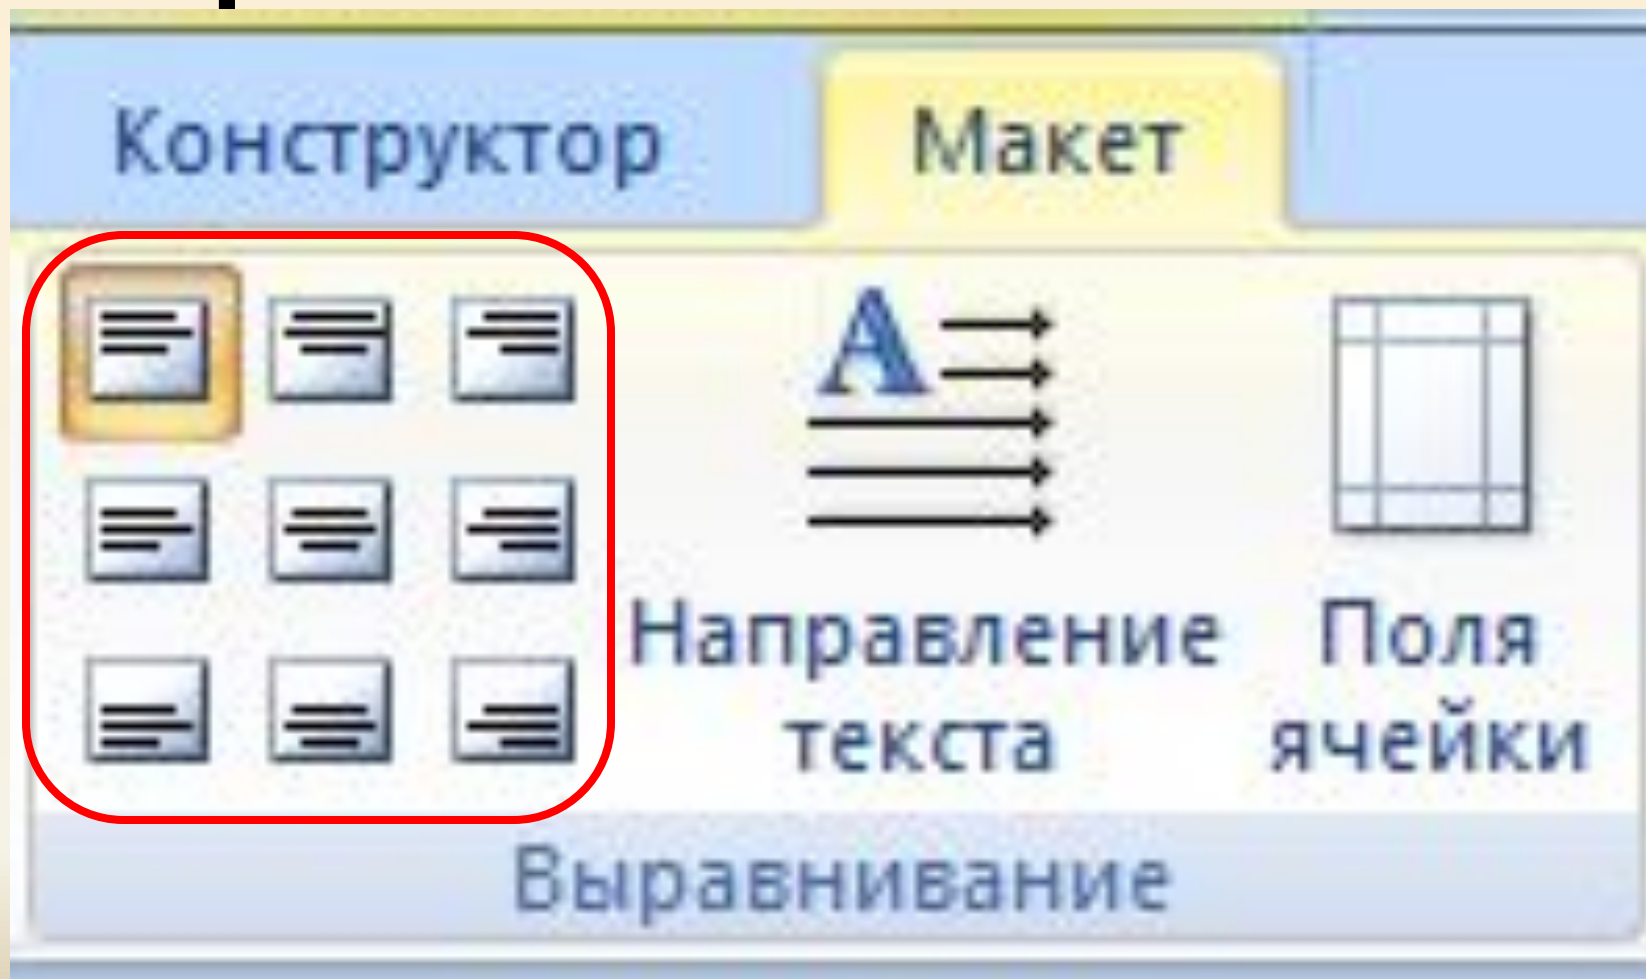 Конструктор Макет
A
Направление Поля
текста ячейки
Выравнивание